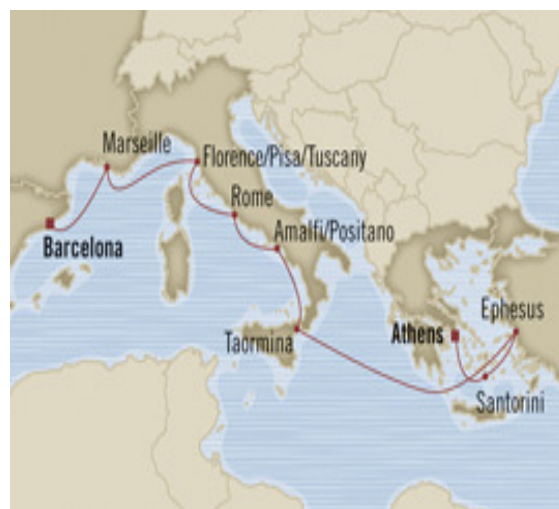 Marseille
Florence/Pisa/Tuscany
Rome
Barcelona
Amalfi/Positano
Ephesus
Taormina
Athens
Santorini